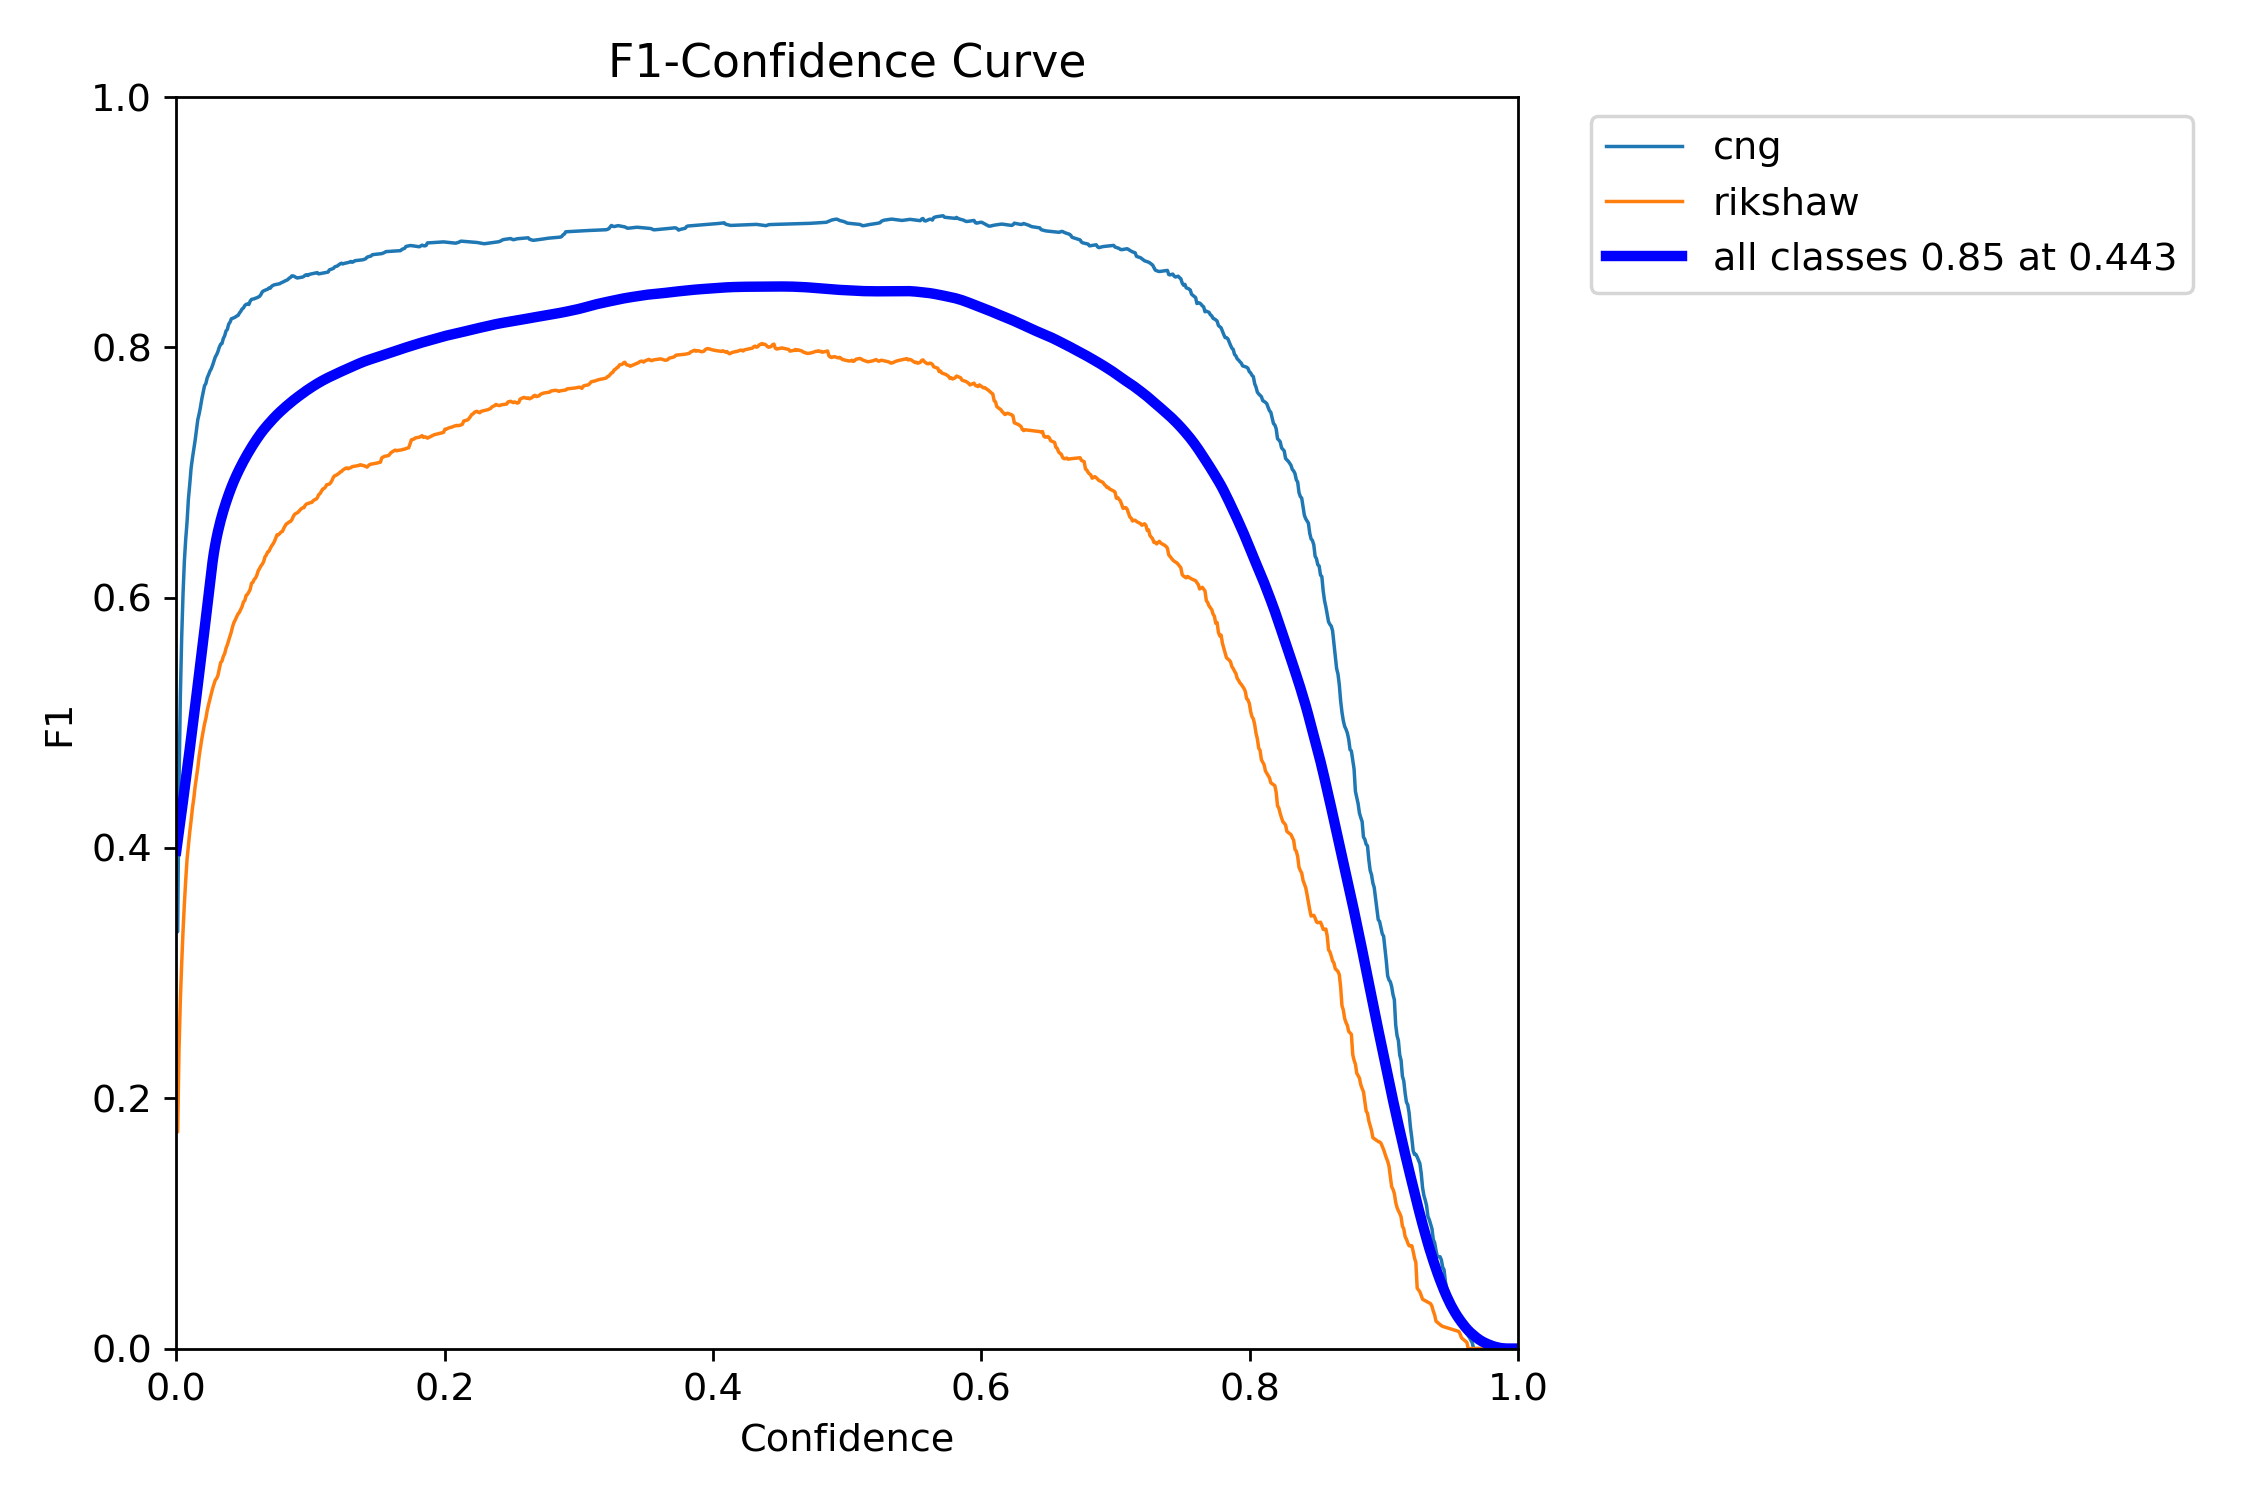 F1-Confidence Curve
1.0
0.8
0.6
0.4
0.2
0.0
F1
0.0 0.2 0.4 0.6 0.8 1.0
Confidence
cng
rikshaw
all classes 0.85 at 0.443